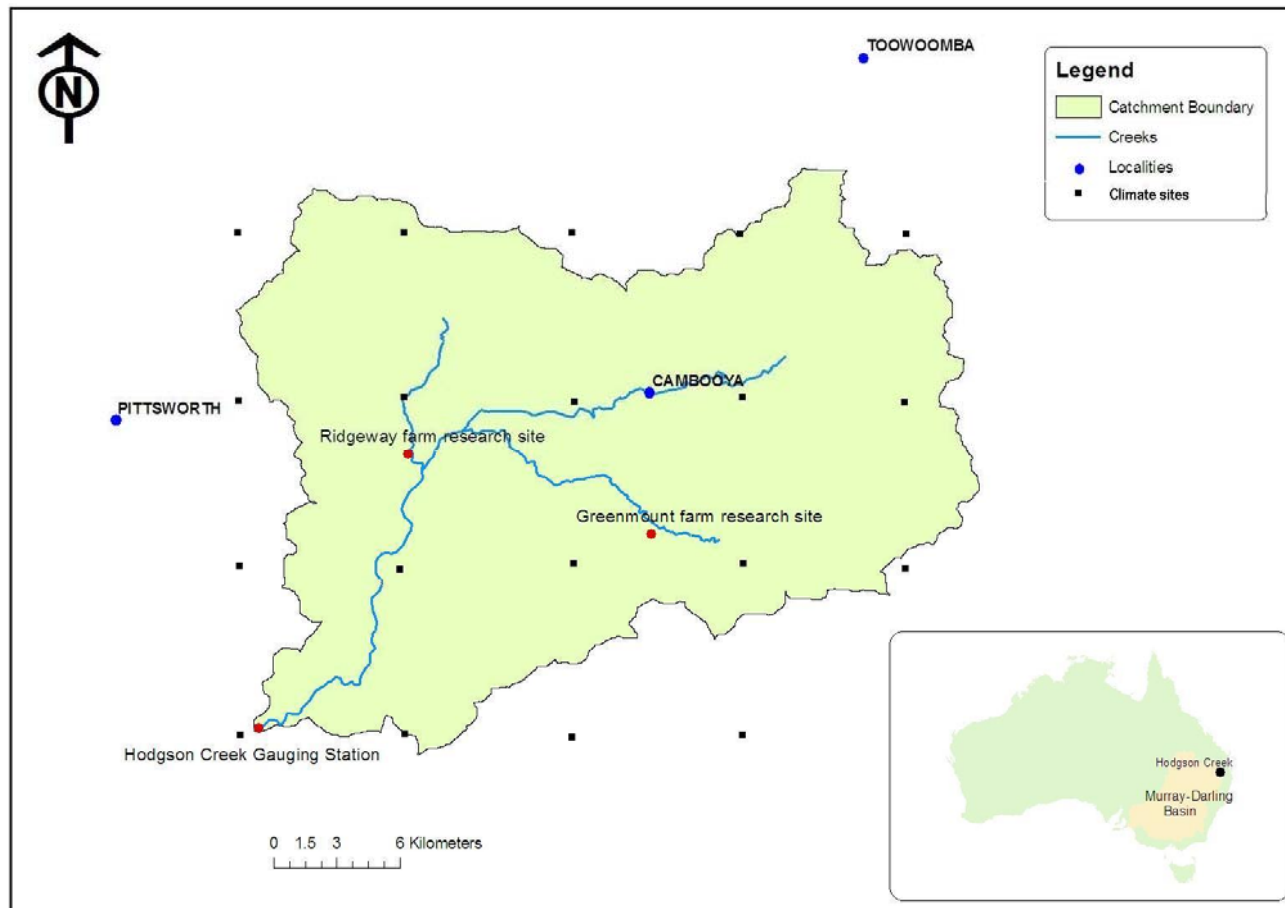 N
TOOWOOMBA
Legend
Catchment Boundary
Creeks
Localities
Climate sites
CAMBOOYA
PITTSWORTH
Ridgeway farm research site
Greenmount farm research site
Hodgson Creek Gauging Station
0 1.5 3 6 Kilometers
Hodgson Creek
Murray-Darling
Basin